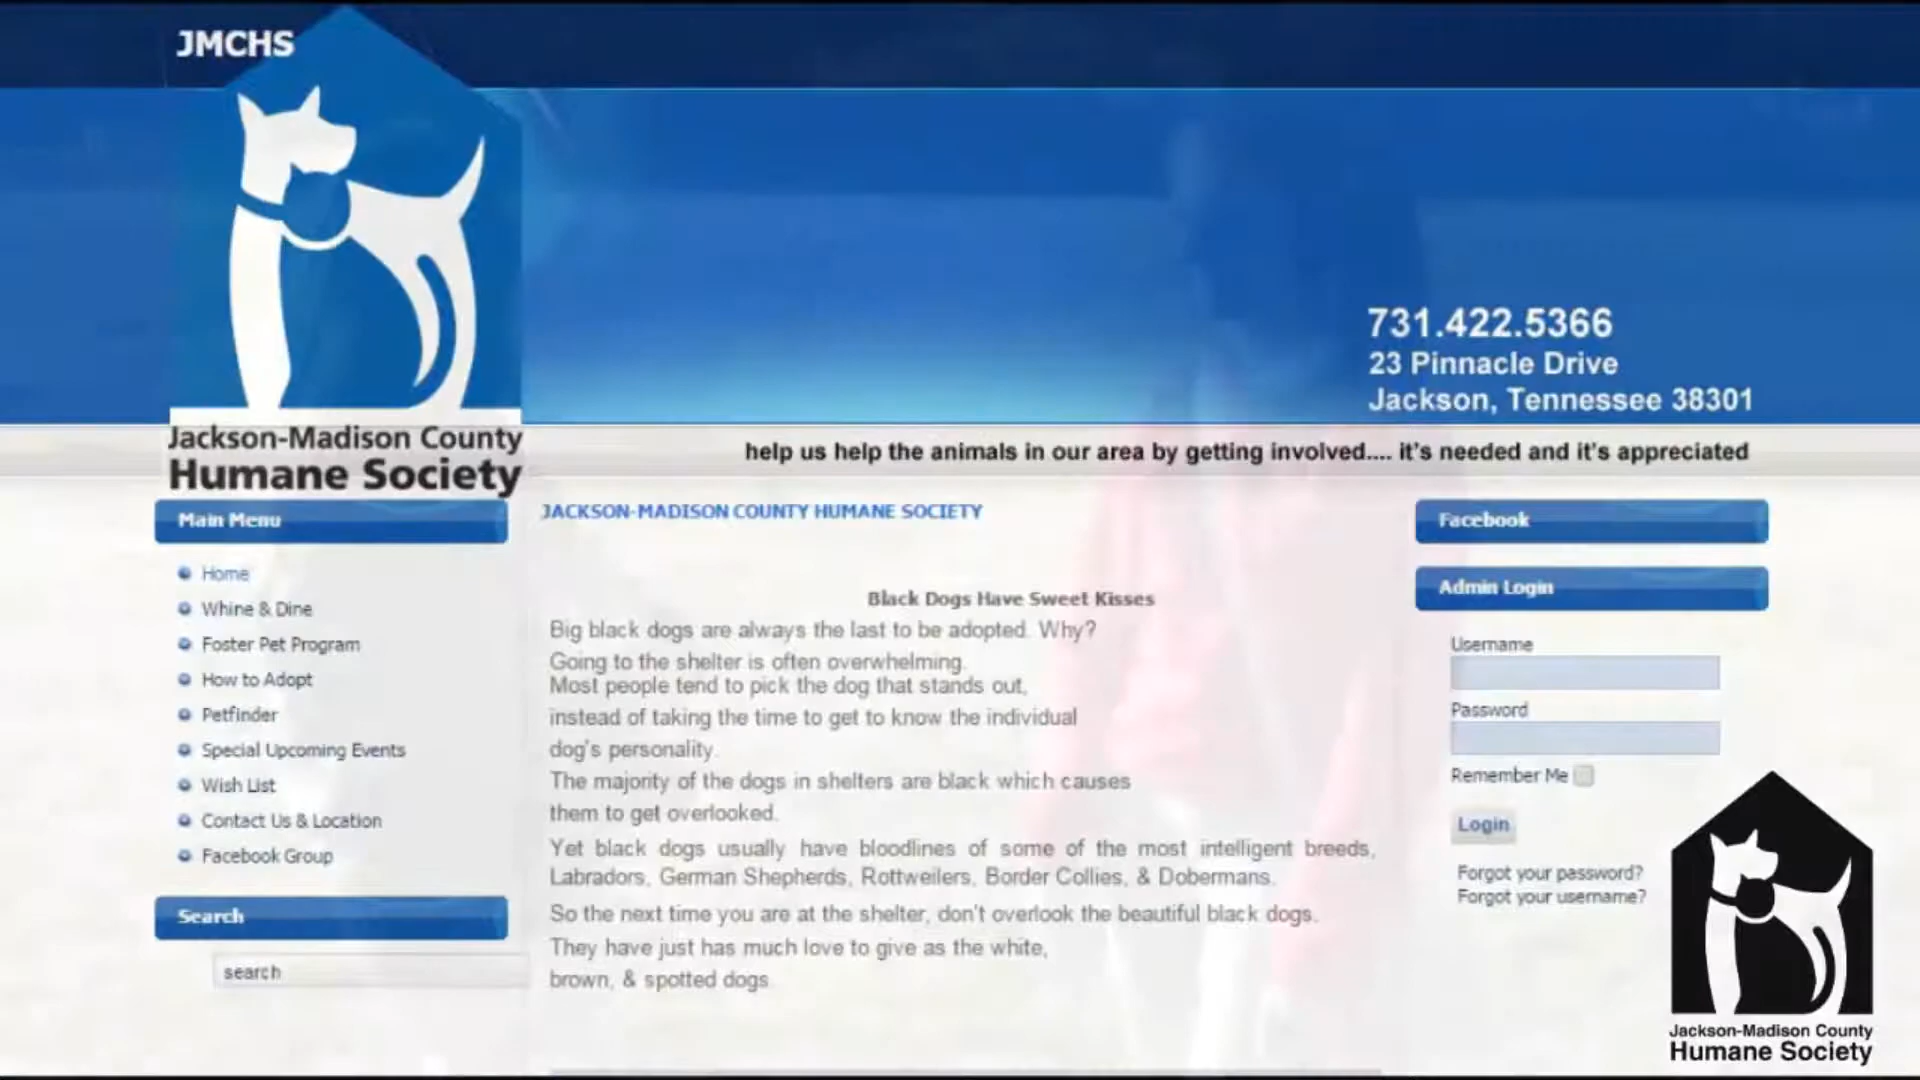 JMCHS
731.422.5366
23 Pinnacle Drive
Jackson, Tennessee 38301
Jackson-Madison County
Humane Society
help us help the animals in our area by getting involved.... it's needed and it's appreciated
Main Menu
Home
Whine & Dine
Foster Pet Program
How to Adopt
Petfinder
Special Upcoming Events
Wish List
Contact Us & Location
Facebook Group
Search
search
JACKSON-MADISON COUNTY HUMANE SOCIETY
Black Dogs Have Sweet Kisses
Big black dogs are always the last to be adopted. Why?
Going to the shelter is often overwhelming.
Most people tend to pick the dog that stands out,
instead of taking the time to get to know the individual
dog's personality.
The majority of the dogs in shelters are black which causes
them to get overlooked.
Yet black dogs usually have bloodlines of some of the most intelligent breeds,
Labradors, German Shepherds, Rottweilers, Border Collies, & Dobermans.
So the next time you are at the shelter, don't overlook the beautiful black dogs.
They have just has much love to give as the white,
brown, & spotted dogs.
Facebook
Admin Login
Username
Password
Remember Me
Login
Forgot your password?
Forgot your username?
Jackson-Madison County
Humane Society